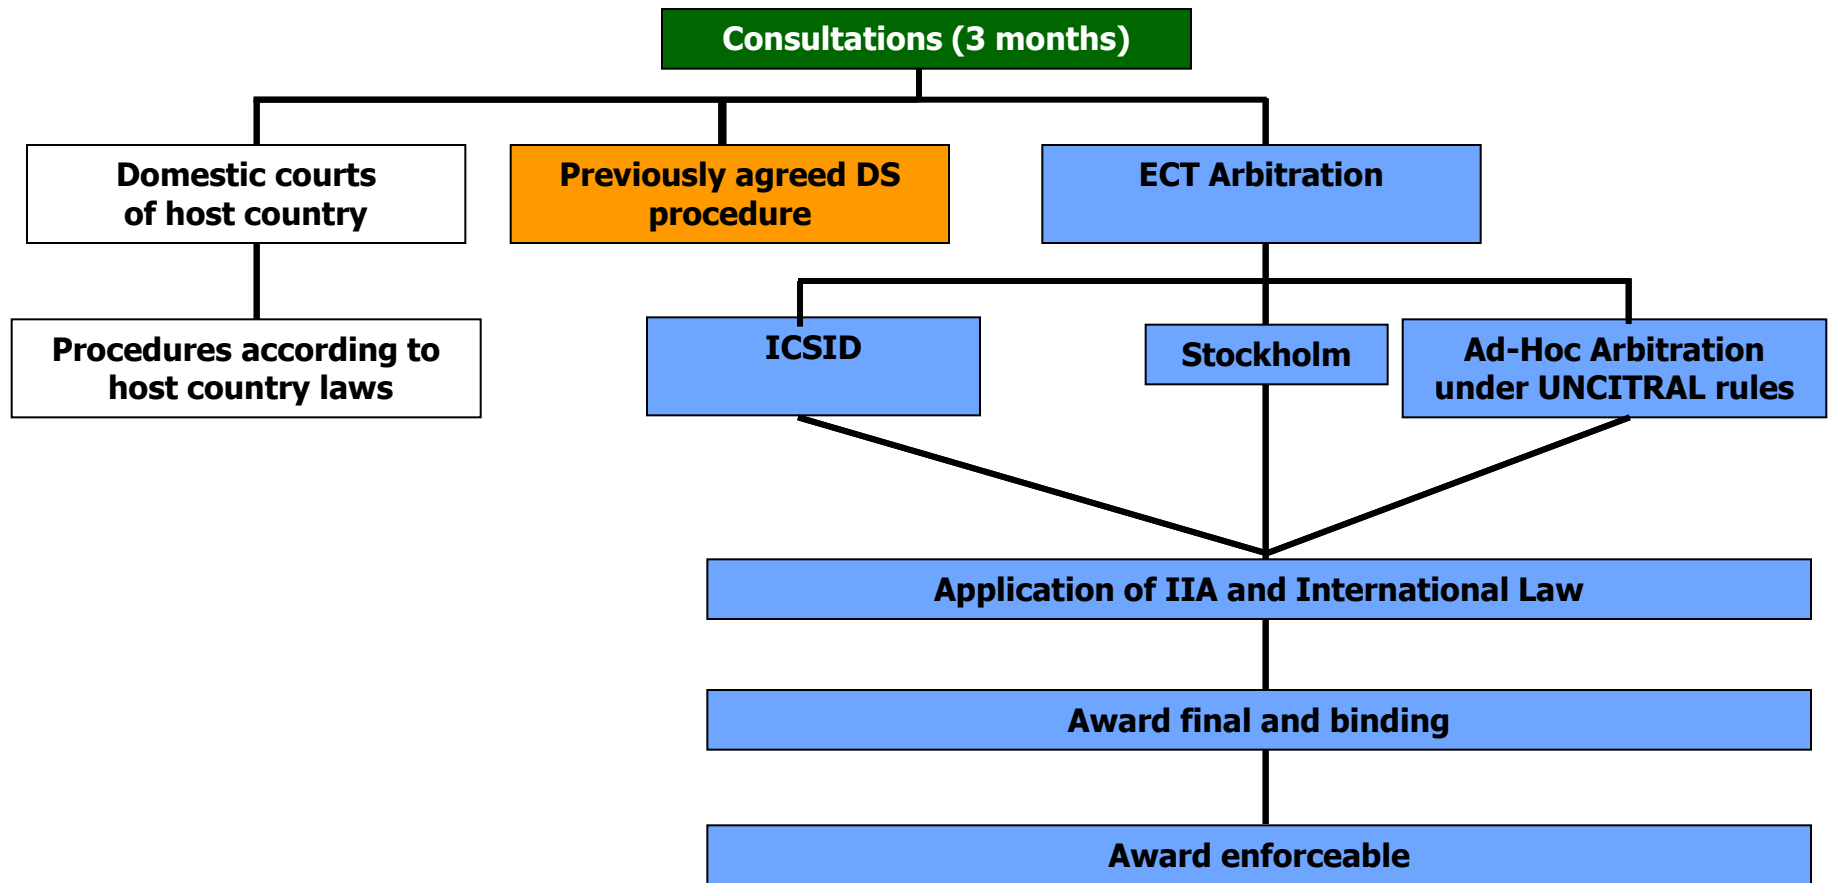 Consultations (3 months)
Domestic courts
of host country
Previously agreed DS
procedure
ECT Arbitration
Procedures according to
host country laws
ICSID
Stockholm
Ad-Hoc Arbitration
under UNCITRAL rules
Application of IIA and International Law
Award final and binding
Award enforceable